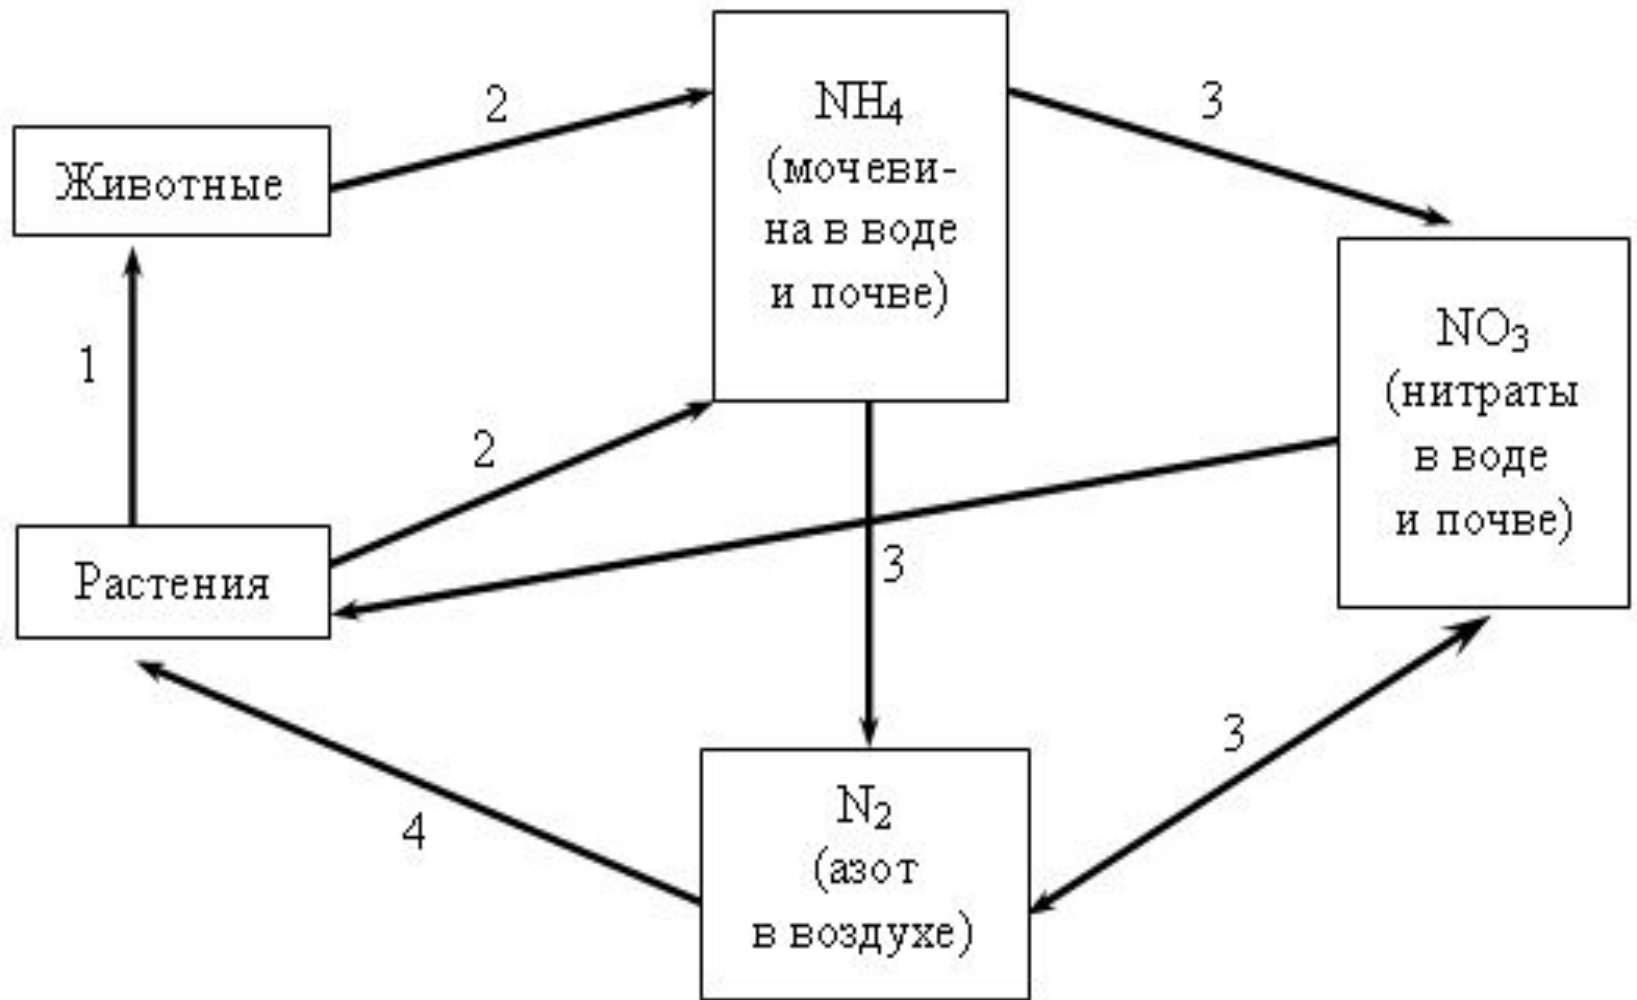 2
NH₄
(мочеви-
на в воде
и почве)
3
Животные
1
2
NO₃
(нитраты
в воде
и почве)
Растения
3
4
N₂
(азот
в воздухе)
3